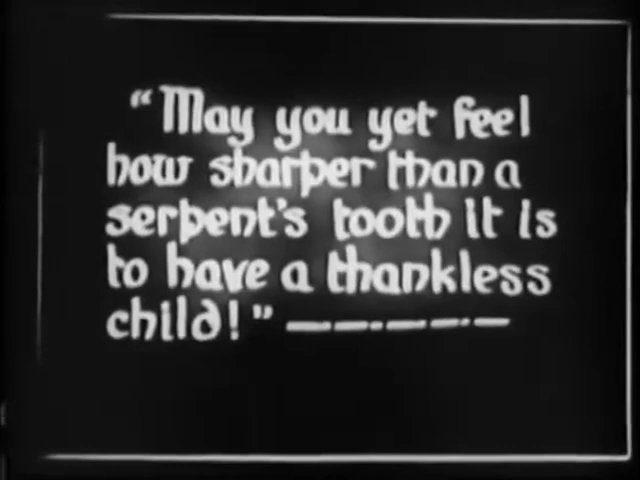 "May you yet feel
how sharper than a
serpent's tooth it is
to have a thankless
child!" — — - — — - —